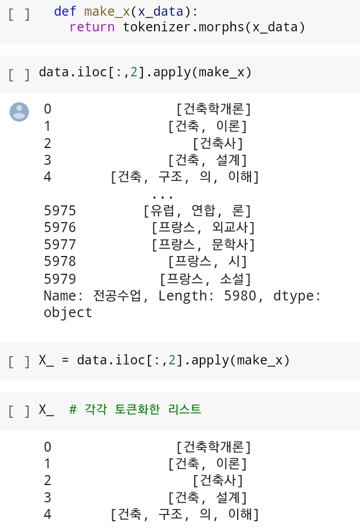 [ ] def make_x(x_data):
return tokenizer.morphs(x_data)
[ ] data.iloc[:,2].apply(make_x)
0 [건축학개론]
1 [건축, 이론]
2 [건축사]
3 [건축, 설계]
4 [건축, 구조, 의, 이해]
...
5975 [유럽, 연합, 론]
5976 [프랑스, 외교사]
5977 [프랑스, 문학사]
5978 [프랑스, 시]
5979 [프랑스, 소설]
Name: 전공수업, Length: 5980, dtype:
object
[ ] X_ = data.iloc[:,2].apply(make_x)
[ ] X_ # 각각 토큰화한 리스트
0 [건축학개론]
1 [건축, 이론]
2 [건축사]
3 [건축, 설계]
4 [건축, 구조, 의, 이해]